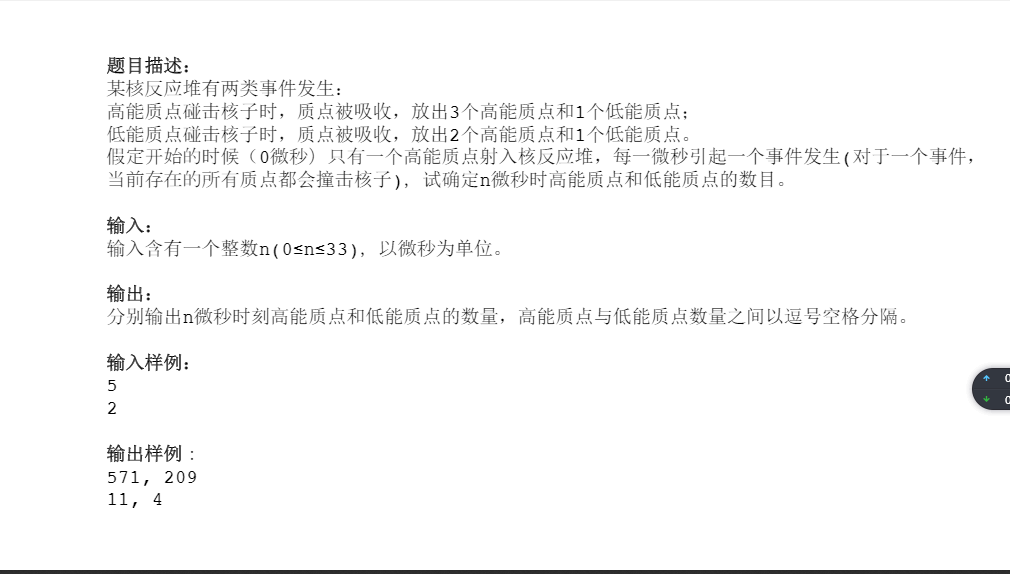 题目描述：
某核反应堆有两类事件发生：
高能质点碰击核子时，质点被吸收，放出3个高能质点和1个低能质点；
低能质点碰击核子时，质点被吸收，放出2个高能质点和1个低能质点。
假定开始的时候（0微秒）只有一个高能质点射入核反应堆，每一微秒引起一个事件发生(对于一个事件，
当前存在的所有质点都会撞击核子)，试确定n微秒时高能质点和低能质点的数目。
输入：
输入含有一个整数n(0≤n≤33)，以微秒为单位。
输出：
分别输出n微秒时刻高能质点和低能质点的数量，高能质点与低能质点数量之间以逗号空格分隔。
输入样例：
5
2
输出样例：
571, 209
11, 4